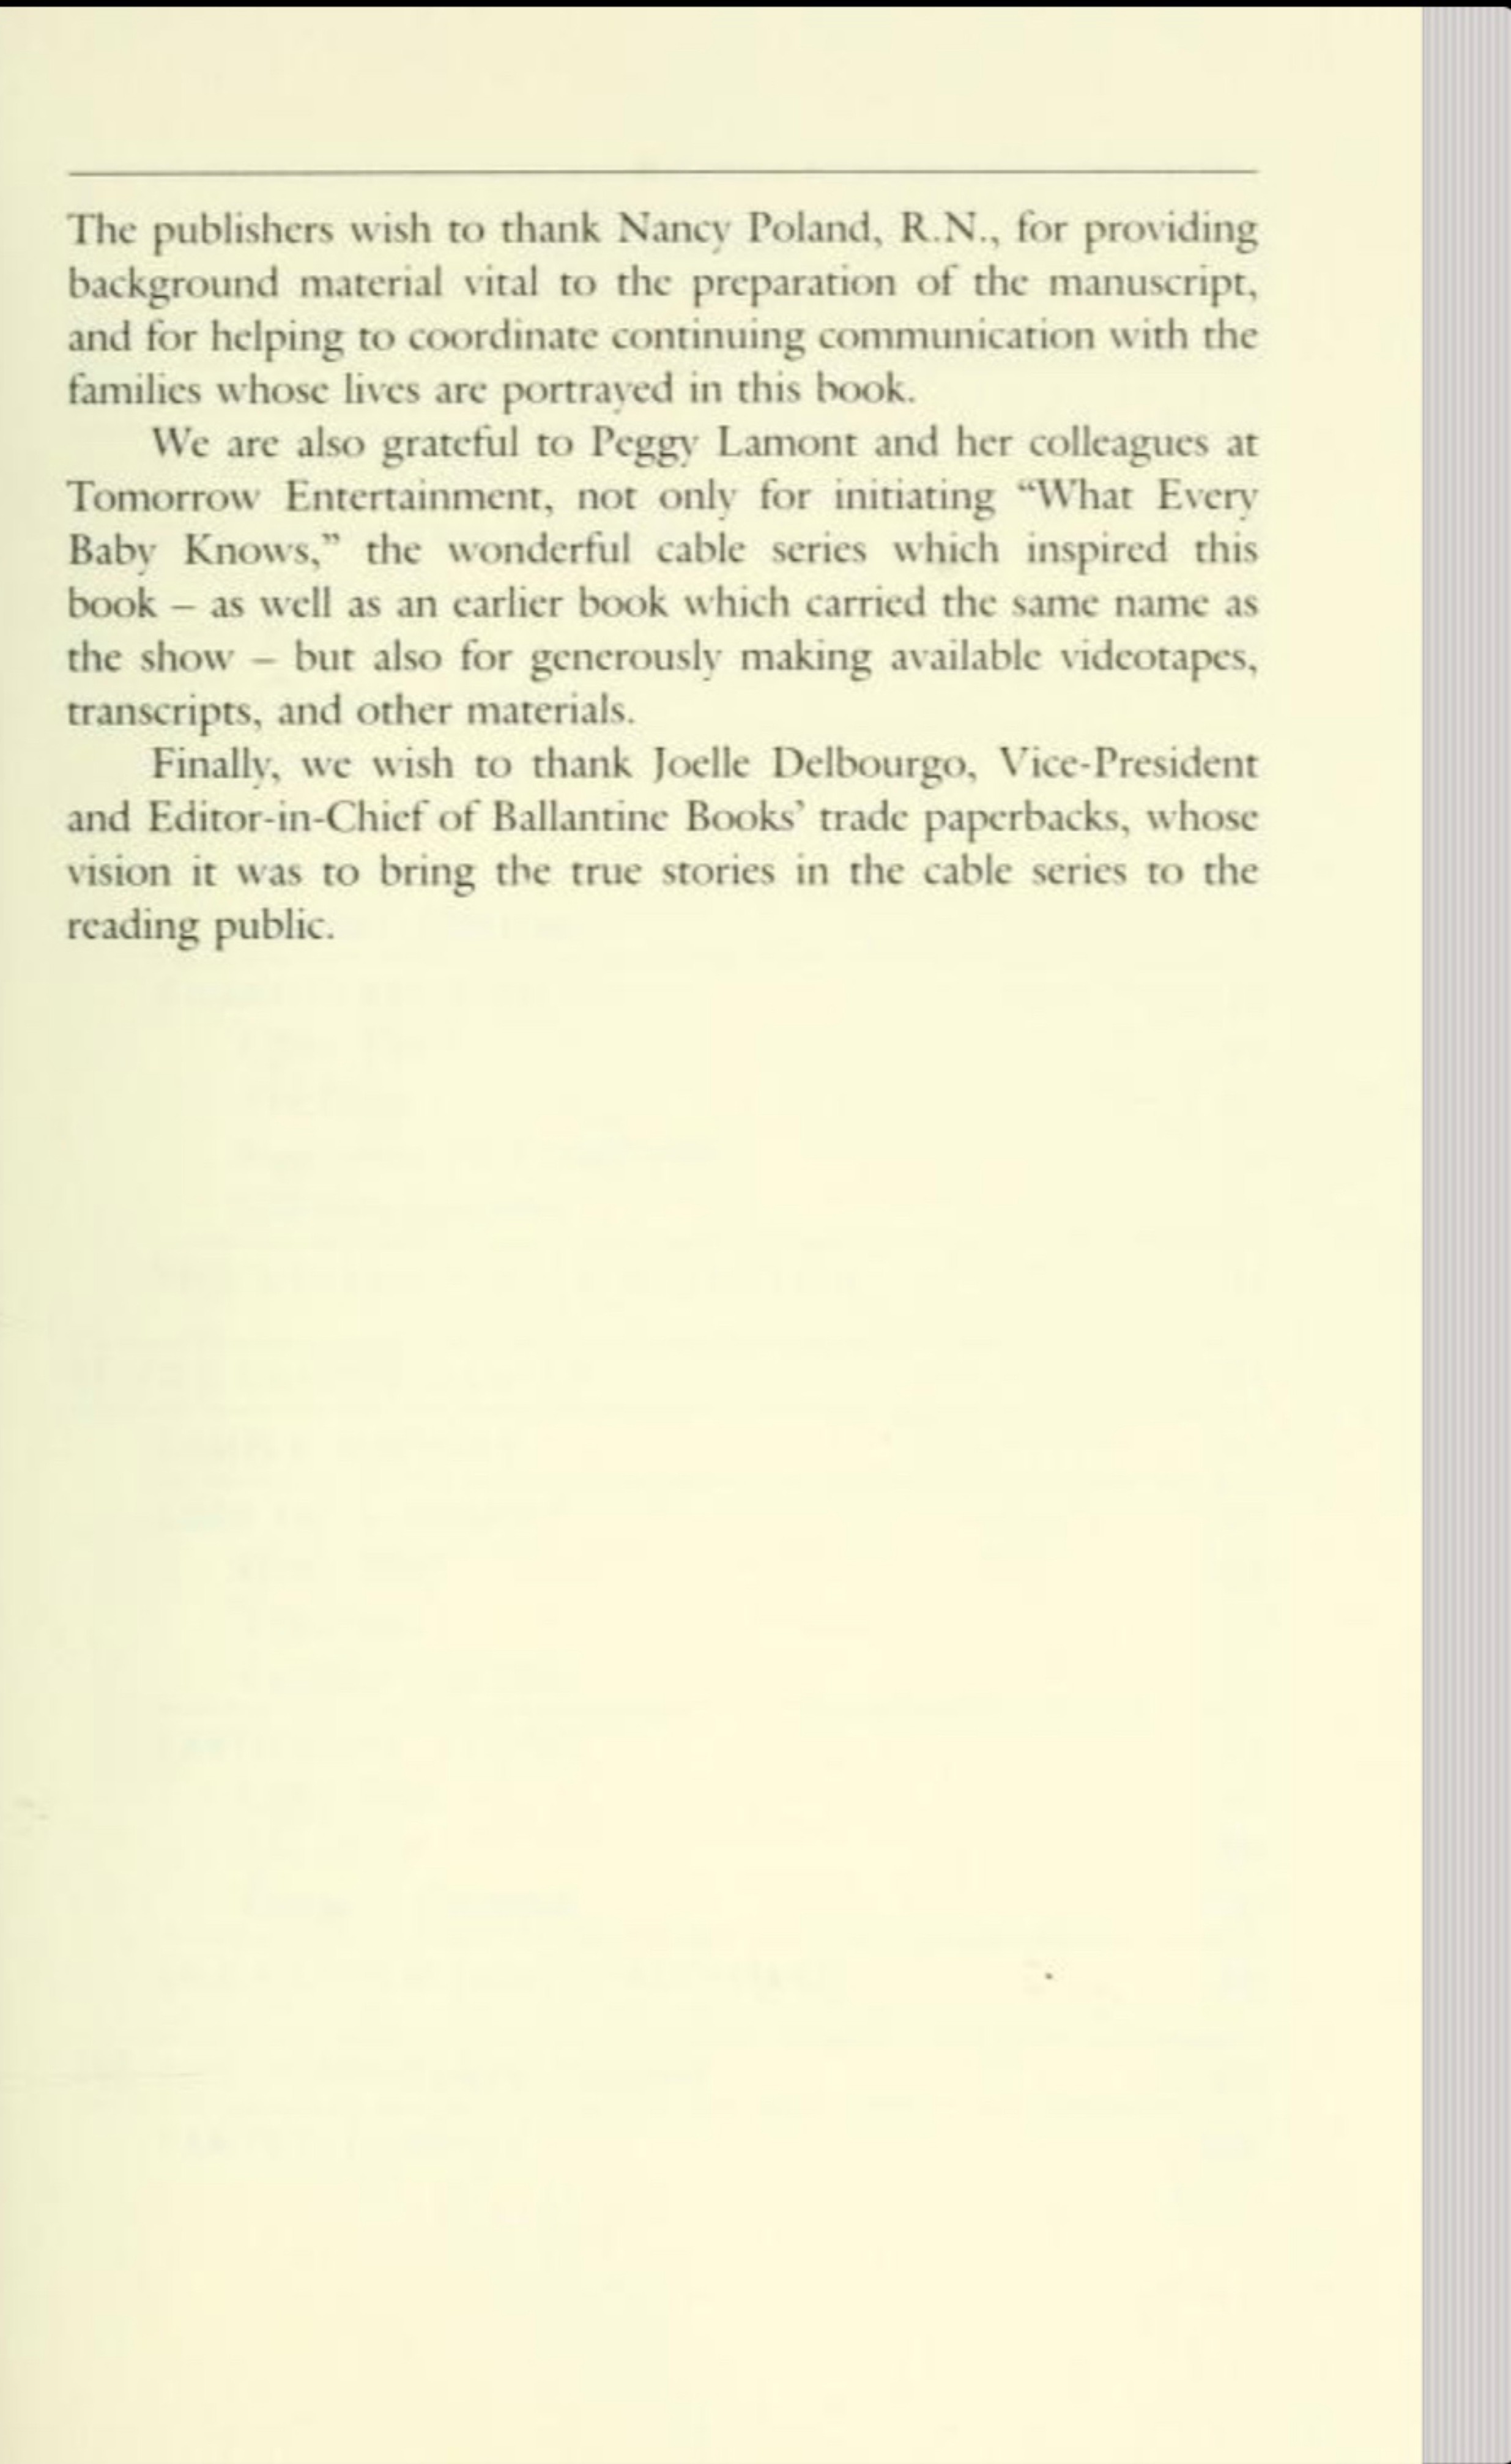 The publishers wish to thank Nancy Poland, R.N., for providing
background material vital to the preparation of the manuscript,
and for helping to coordinate continuing communication with the
families whose lives are portrayed in this book.
We are also grateful to Peggy Lamont and her colleagues at
Tomorrow Entertainment, not only for initiating “What Every
Baby Knows,” the wonderful cable series which inspired this
book – as well as an earlier book which carried the same name as
the show – but also for generously making available videotapes,
transcripts, and other materials.
Finally, we wish to thank Joelle Delbourgo, Vice-President
and Editor-in-Chief of Ballantine Books’ trade paperbacks, whose
vision it was to bring the true stories in the cable series to the
reading public.